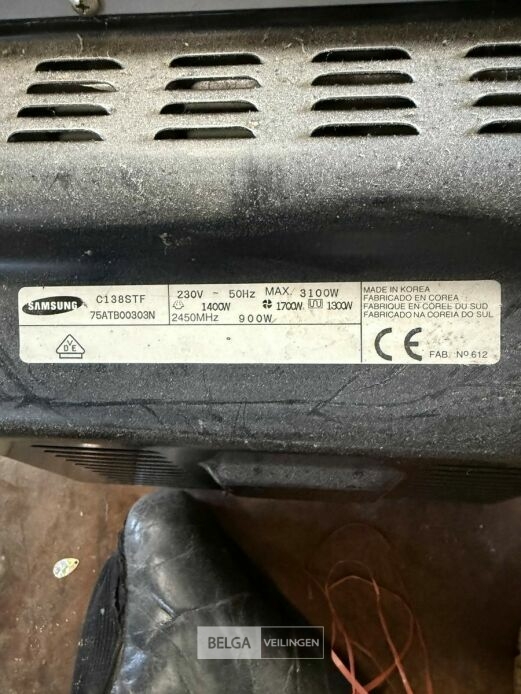 SAMSUNG
C138STF
75ATB00303N
230V ~ 50Hz MAX. 3100W
1400W 1700W 1300W
2450MHz 900W
MADE IN KOREA
FABRICADO EN COREA
FABRIQUE EN COREE DU SUD
FABRICADO NA COREIA DO SUL
VDE
CE
FAB. Nº 612
BELGA VEILINGEN